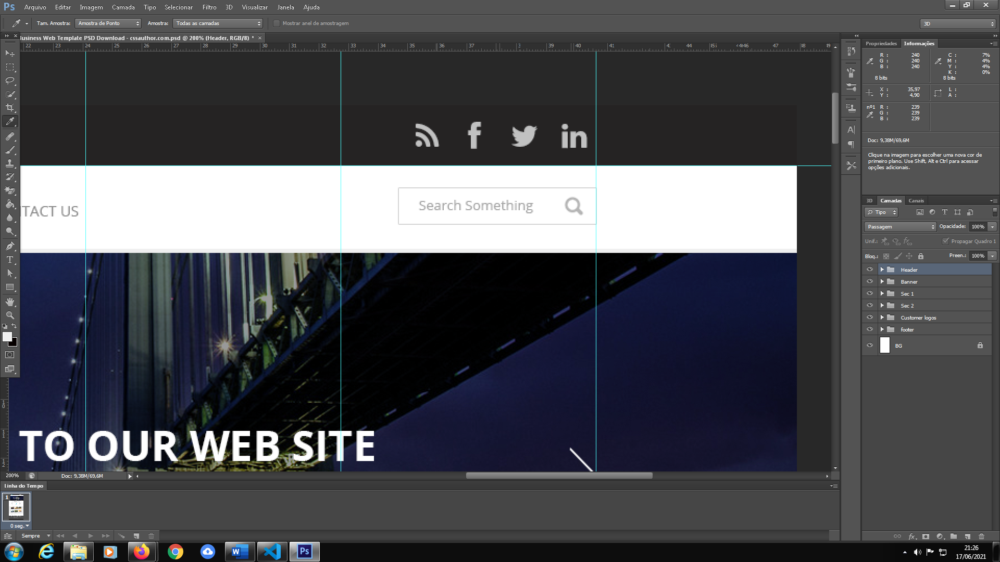 Ps Arquivo Editar Imagem Camada Tipo Selecionar Filtro 3D Visualizar Janela Ajuda
Tam. Amostra: Amostra de Ponto Amostra: Todas as camadas Mostrar anel de amostragem 3D
Business Web Template PSD Download - cssauthor.com.psd @ 200% (Header, RGB/8) *
22 23 24 25 26 27 28 29 30 31 32 33 34 35 36 37 39 40 41 42 44 46 47 48 49
Propriedades Informações
R : 240 C : 7%
G : 240 M : 4%
B : 240 Y : 4%
K : 0%
8 bits 8 bits
X : 35,97 L :
Y : 4,90 A :
nº1 R : 239
G : 239
B : 239
Doc: 9,38M/69,6M
Clique na imagem para escolher uma nova cor de
primeiro plano. Use Shift, Alt e Ctrl para acessar
opções adicionais.
f in
Search Something
TACT US
TO OUR WEB SITE
3D Camadas Canais
Tipo
Passagem Opacidade: 100%
Unif.: Propagar Quadro 1
Bloq.: Preen.: 100%
Header
Banner
Sec 1
Sec 2
Customer logos
footer
BG
10
11
12
200% Doc: 9,38M/69,6M
Linha do Tempo
1
0 seg.
Sempre
21:26
17/06/2021